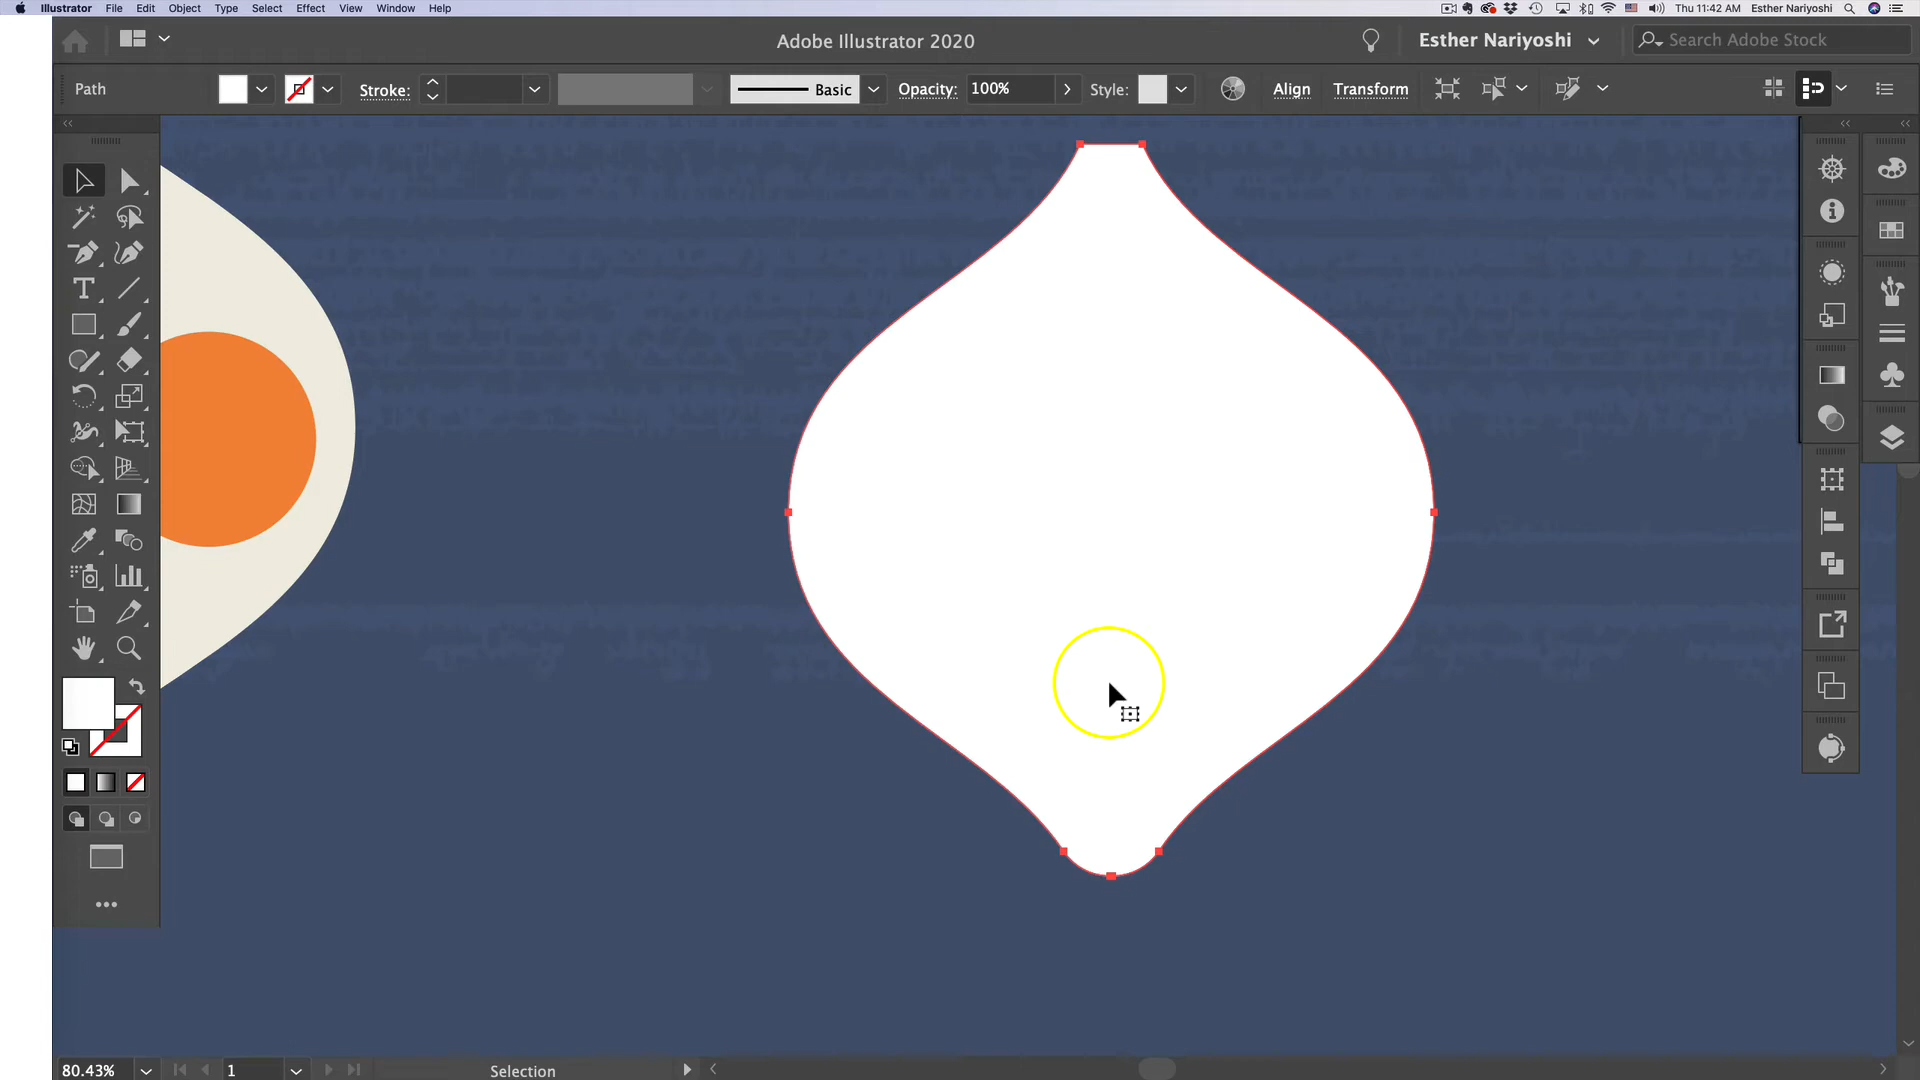 Illustrator File Edit Object Type Select Effect View Window Help Thu 11:42 AM Esther Nariyoshi
Adobe Illustrator 2020 Esther Nariyoshi Search Adobe Stock
Path Stroke: Basic Opacity: 100% Style: Align Transform
80.43% 1 Selection